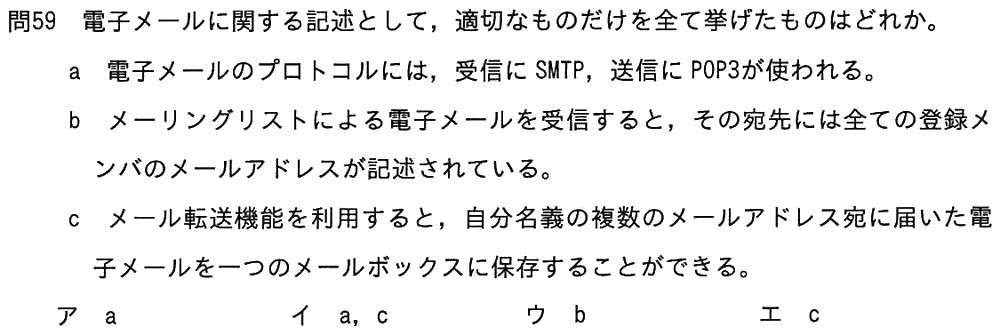 問59　電子メールに関する記述として，適切なものだけを全て挙げたものはどれか。
a　電子メールのプロトコルには，受信に SMTP，送信に POP3が使われる。
b　メーリングリストによる電子メールを受信すると，その宛先には全ての登録メ
ンバのメールアドレスが記述されている。
c　メール転送機能を利用すると，自分名義の複数のメールアドレス宛に届いた電
子メールを一つのメールボックスに保存することができる。
ア　a　イ　a，c　ウ　b　エ　c